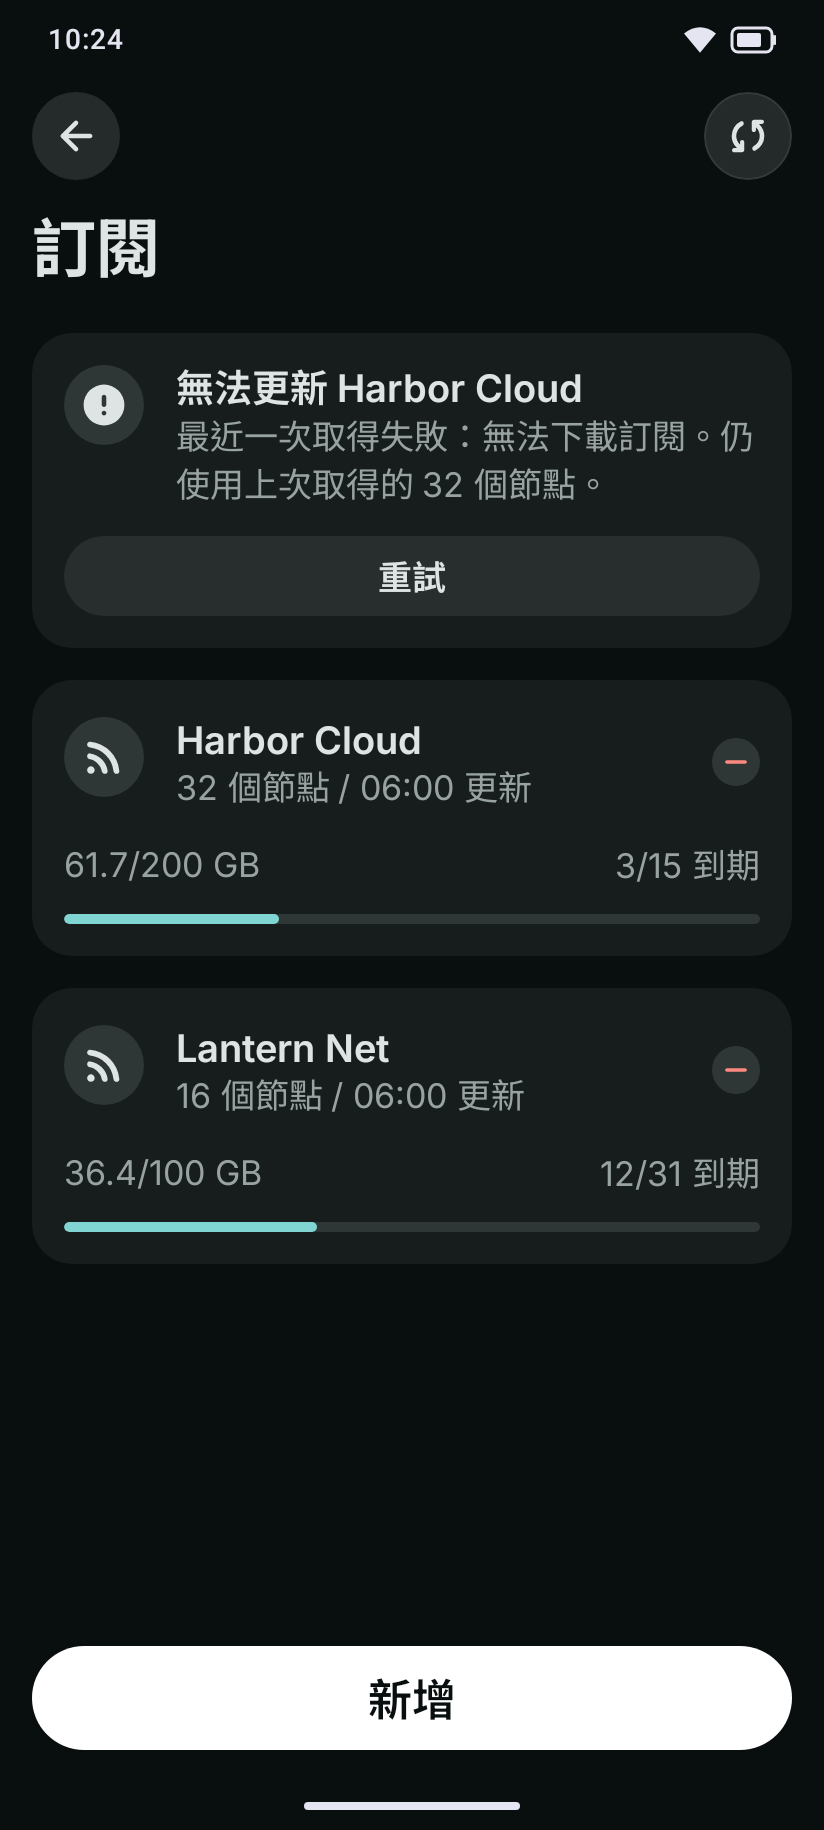 10:24
訂閱
無法更新 Harbor Cloud
最近一次取得失敗：無法下載訂閱。仍
使用上次取得的 32 個節點。
重試
Harbor Cloud
32 個節點 / 06:00 更新
61.7/200 GB
3/15 到期
Lantern Net
16 個節點 / 06:00 更新
36.4/100 GB
12/31 到期
新增